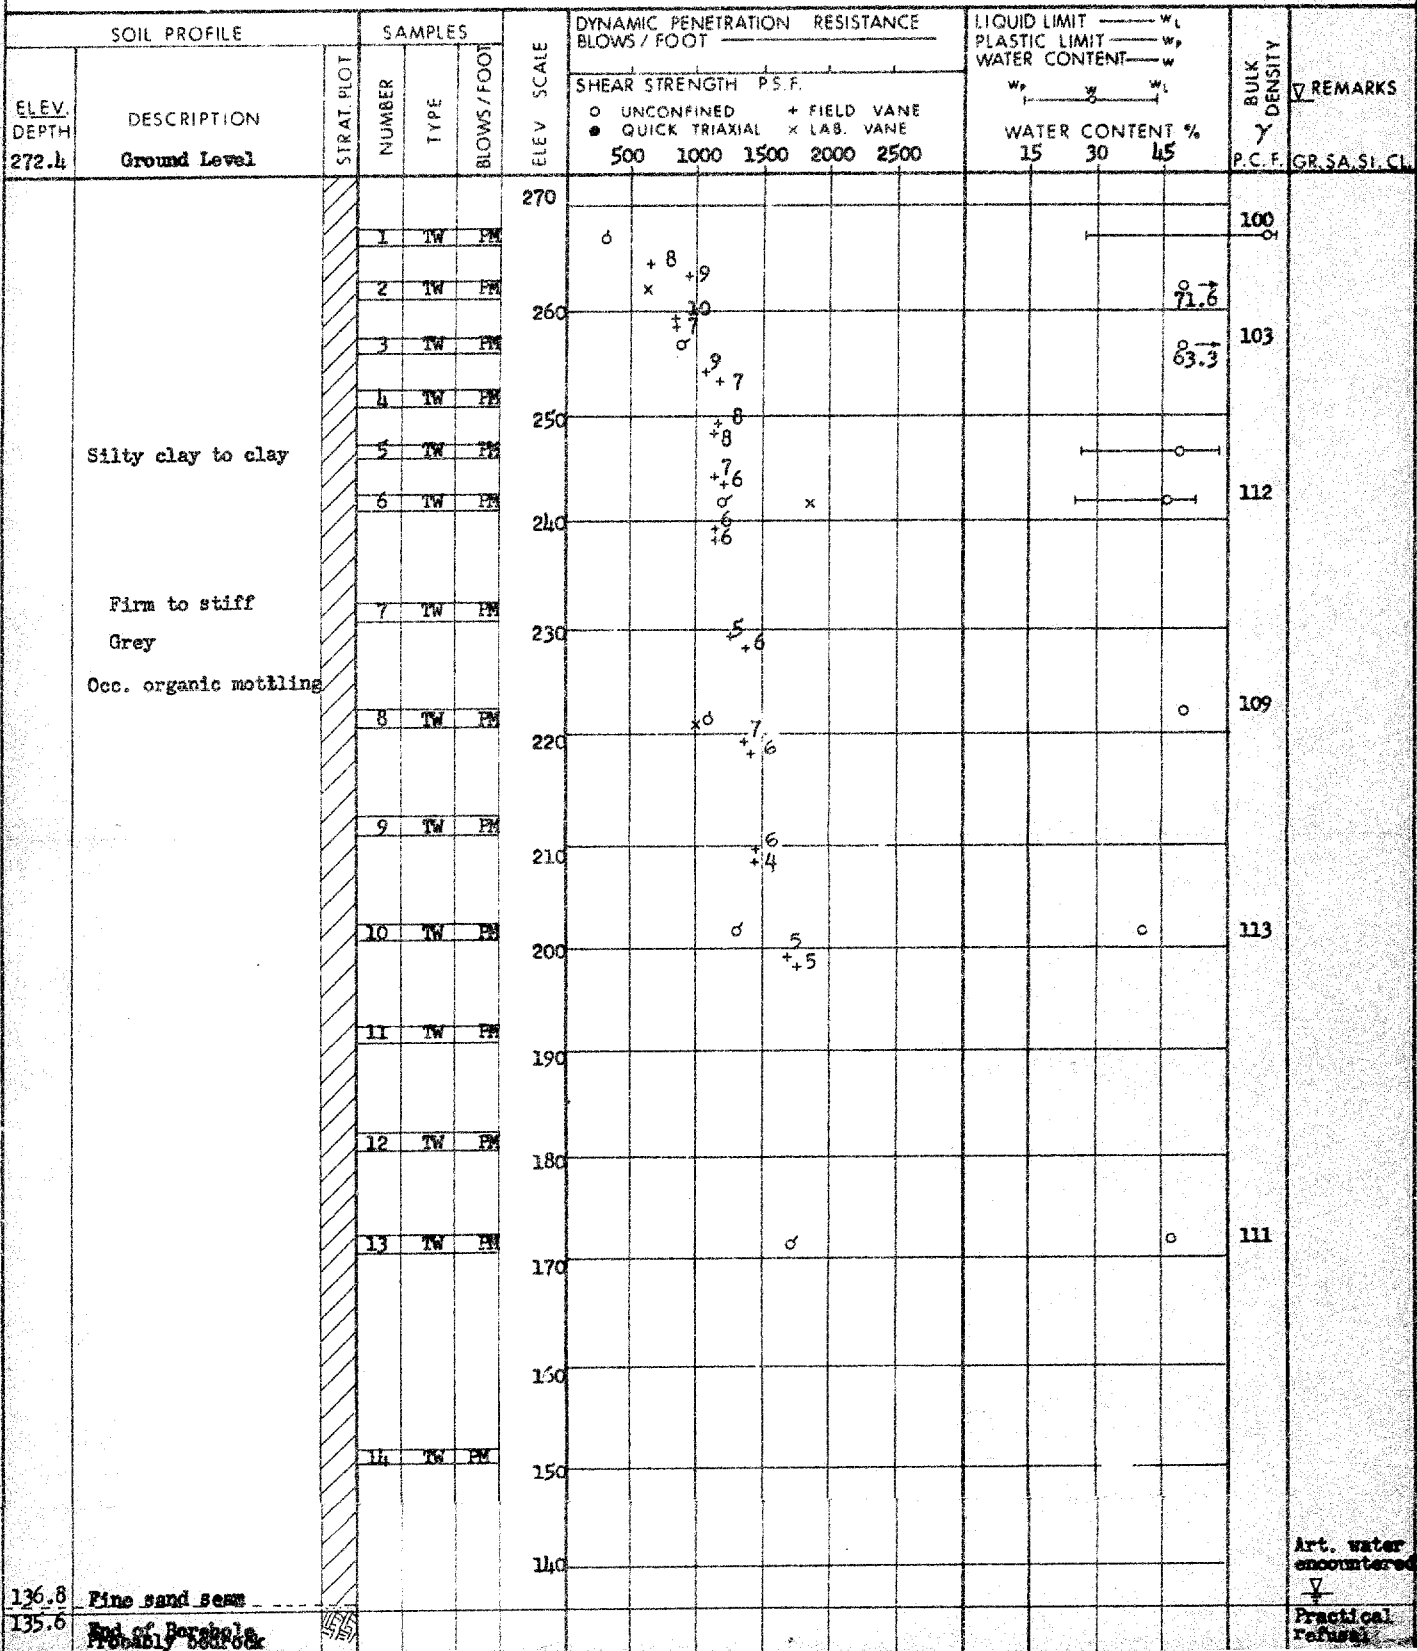 SOIL PROFILE
SAMPLES
ELEV. DEPTH
DESCRIPTION
STRAT. PLOT
NUMBER
TYPE
BLOWS/FOOT
ELEV SCALE
DYNAMIC PENETRATION RESISTANCE
BLOWS / FOOT
SHEAR STRENGTH P.S.F.
o UNCONFINED + FIELD VANE
● QUICK TRIAXIAL x LAB. VANE
500 1000 1500 2000 2500
LIQUID LIMIT — wL
PLASTIC LIMIT — wP
WATER CONTENT — w
wP w wL
WATER CONTENT %
15 30 45
BULK DENSITY
γ
P.C.F.
▽ REMARKS
GR.SA.SI.CL.
272.4 Ground Level
270
1 TW PM
100
8
9
2 TW PM
71.6
10
260
7
3 TW PM
103
63.3
9
7
4 TW PM
250
8
8
Silty clay to clay
5 TW PM
7
6
6 TW PM
112
240
6
6
Firm to stiff
7 TW PM
230
5
6
Grey
Occ. organic mottling
8 TW PM
109
220
7
6
9 TW PM
210
6
4
10 TW PM
113
200
5
5
11 TW PM
190
12 TW PM
180
13 TW PM
111
170
160
14 TW PM
150
140
Art. water
encountered
136.8 Fine sand seam
135.6 End of Borehole
Probably bedrock
Practical
refusal